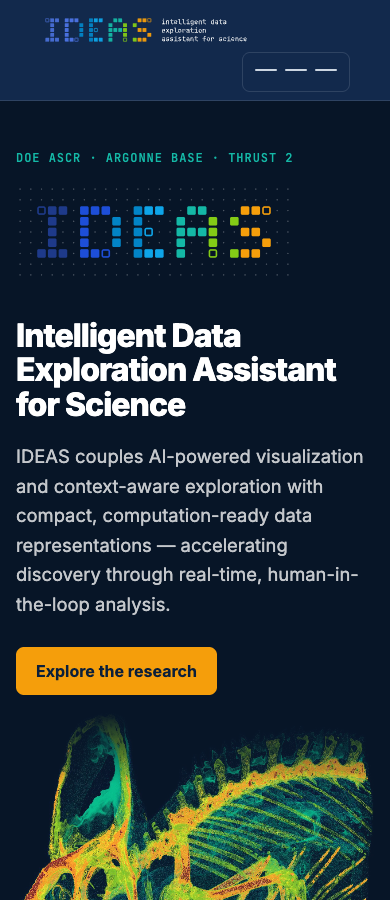 IDEAS
intelligent data
exploration
assistant for science
DOE ASCR · ARGONNE BASE · THRUST 2
IDEAS
Intelligent Data
Exploration Assistant
for Science
IDEAS couples AI-powered visualization
and context-aware exploration with
compact, computation-ready data
representations — accelerating
discovery through real-time, human-in-
the-loop analysis.
Explore the research